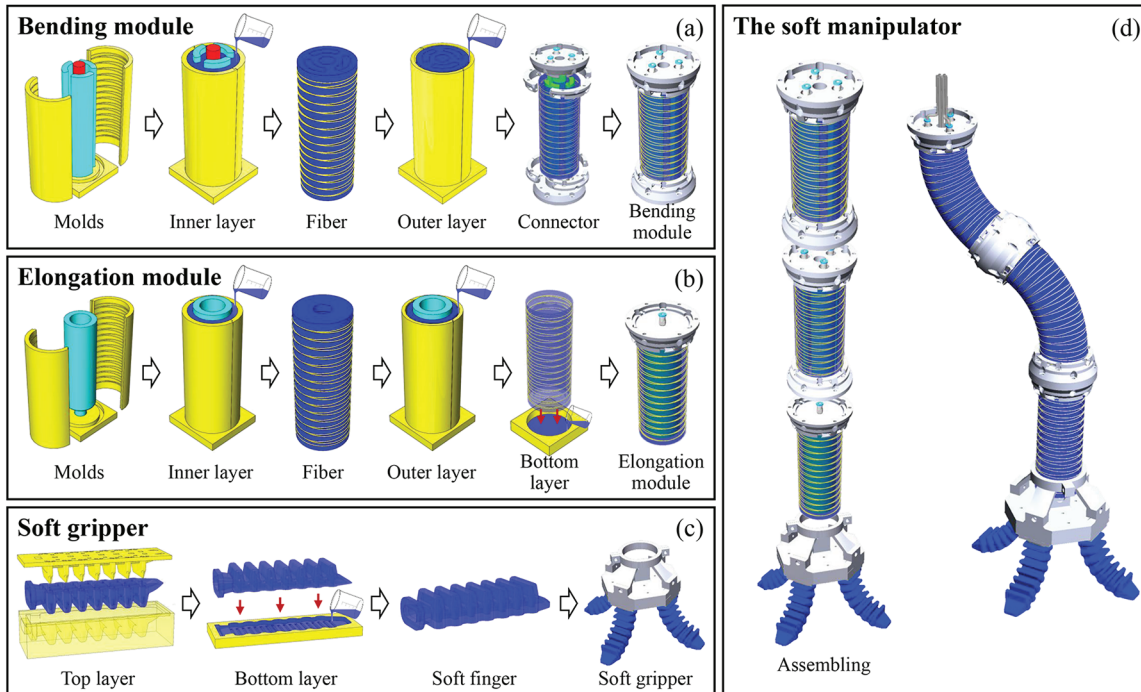 Bending module
(a)
Molds
Inner layer
Fiber
Outer layer
Connector
Bending
module
Elongation module
(b)
Molds
Inner layer
Fiber
Outer layer
Bottom
layer
Elongation
module
Soft gripper
(c)
Top layer
Bottom layer
Soft finger
Soft gripper
The soft manipulator
(d)
Assembling